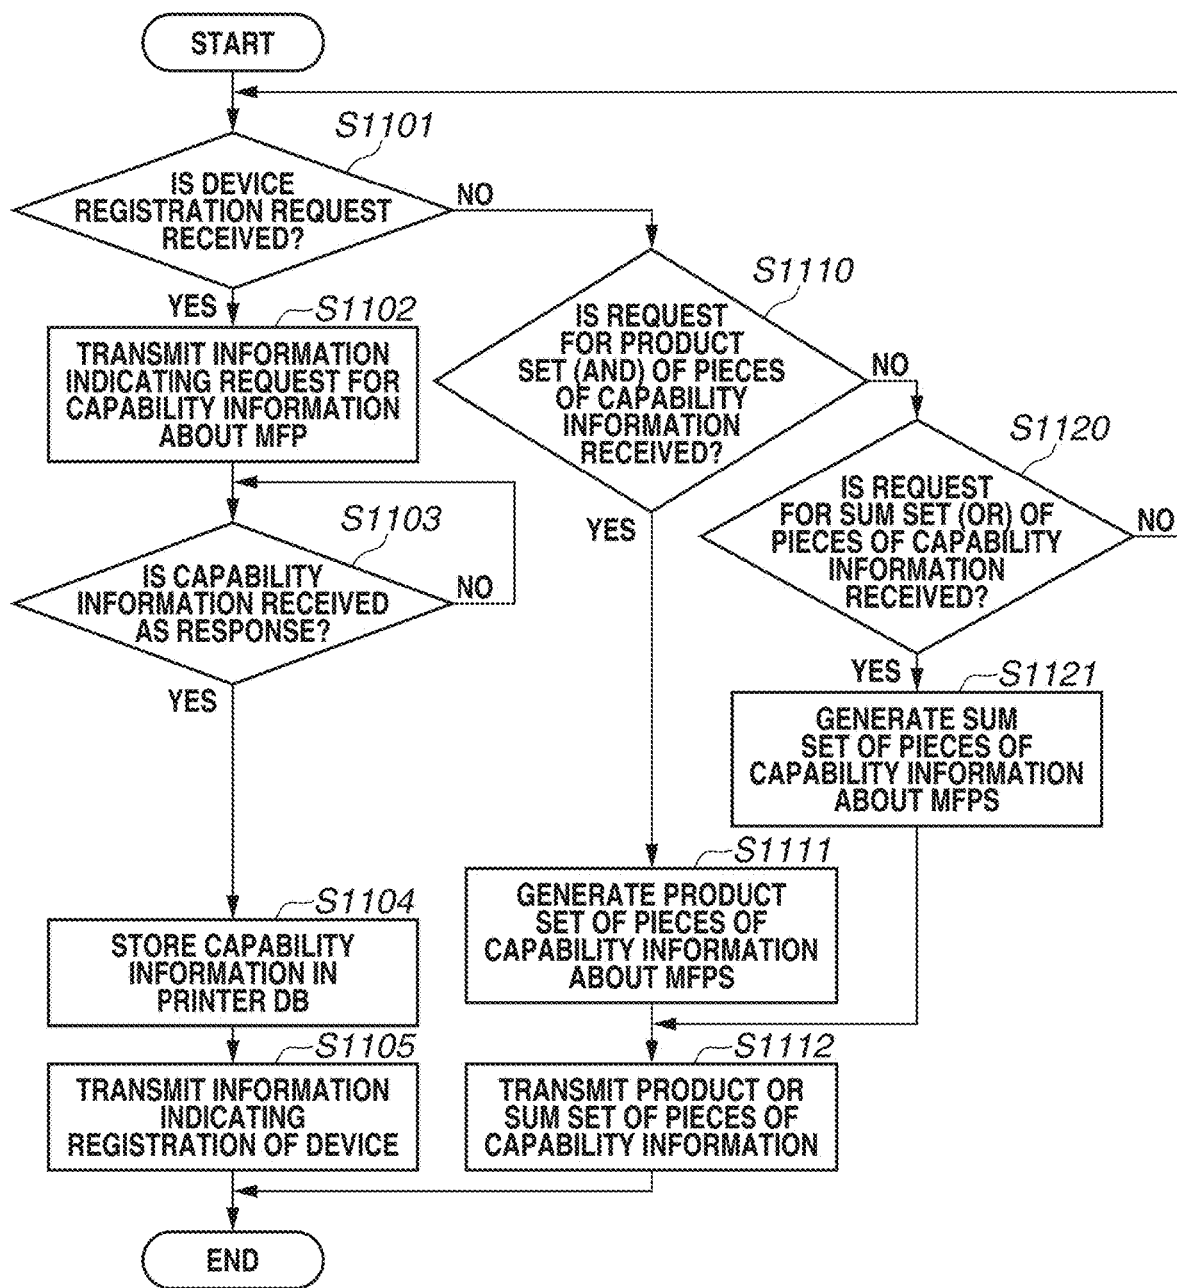 START
S1101
IS DEVICE
REGISTRATION REQUEST
RECEIVED?
NO
YES
S1102
TRANSMIT INFORMATION
INDICATING REQUEST FOR
CAPABILITY INFORMATION
ABOUT MFP
S1103
IS CAPABILITY
INFORMATION RECEIVED
AS RESPONSE?
NO
YES
S1104
STORE CAPABILITY
INFORMATION IN
PRINTER DB
S1105
TRANSMIT INFORMATION
INDICATING
REGISTRATION OF DEVICE
S1110
IS REQUEST
FOR PRODUCT
SET (AND) OF PIECES
OF CAPABILITY
INFORMATION
RECEIVED?
NO
YES
S1111
GENERATE PRODUCT
SET OF PIECES OF
CAPABILITY INFORMATION
ABOUT MFPS
S1112
TRANSMIT PRODUCT OR
SUM SET OF PIECES OF
CAPABILITY INFORMATION
S1120
IS REQUEST
FOR SUM SET (OR) OF
PIECES OF CAPABILITY
INFORMATION
RECEIVED?
NO
YES
S1121
GENERATE SUM
SET OF PIECES OF
CAPABILITY INFORMATION
ABOUT MFPS
END